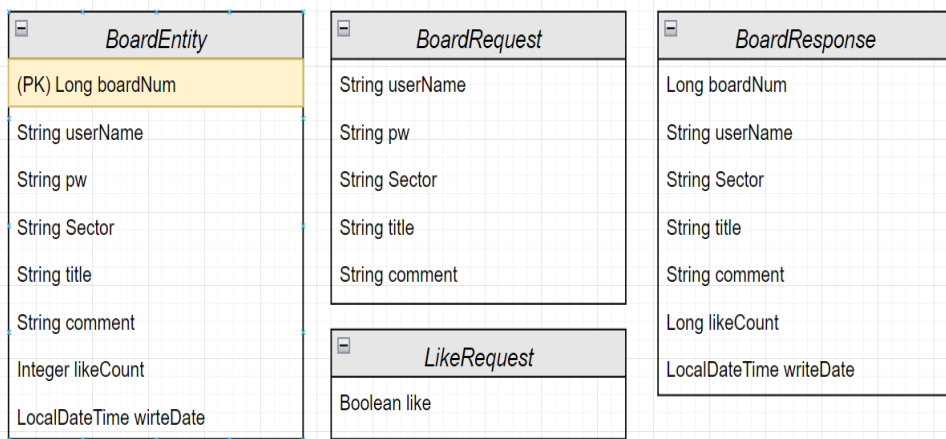 BoardEntity
(PK) Long boardNum
String userName
String pw
String Sector
String title
String comment
Integer likeCount
LocalDateTime wirteDate
BoardRequest
String userName
String pw
String Sector
String title
String comment
LikeRequest
Boolean like
BoardResponse
Long boardNum
String userName
String Sector
String title
String comment
Long likeCount
LocalDateTime writeDate